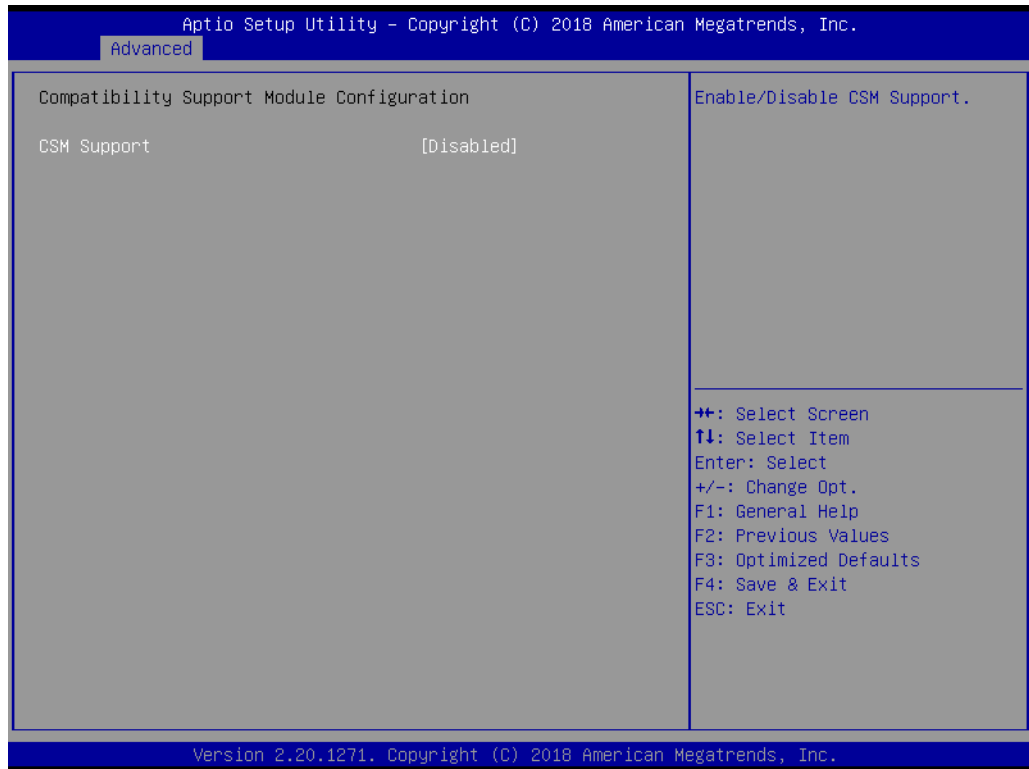 Aptio Setup Utility – Copyright (C) 2018 American Megatrends, Inc.
Advanced
Compatibility Support Module Configuration
CSM Support [Disabled]
Enable/Disable CSM Support.
→←: Select Screen
↑↓: Select Item
Enter: Select
+/-: Change Opt.
F1: General Help
F2: Previous Values
F3: Optimized Defaults
F4: Save & Exit
ESC: Exit
Version 2.20.1271. Copyright (C) 2018 American Megatrends, Inc.